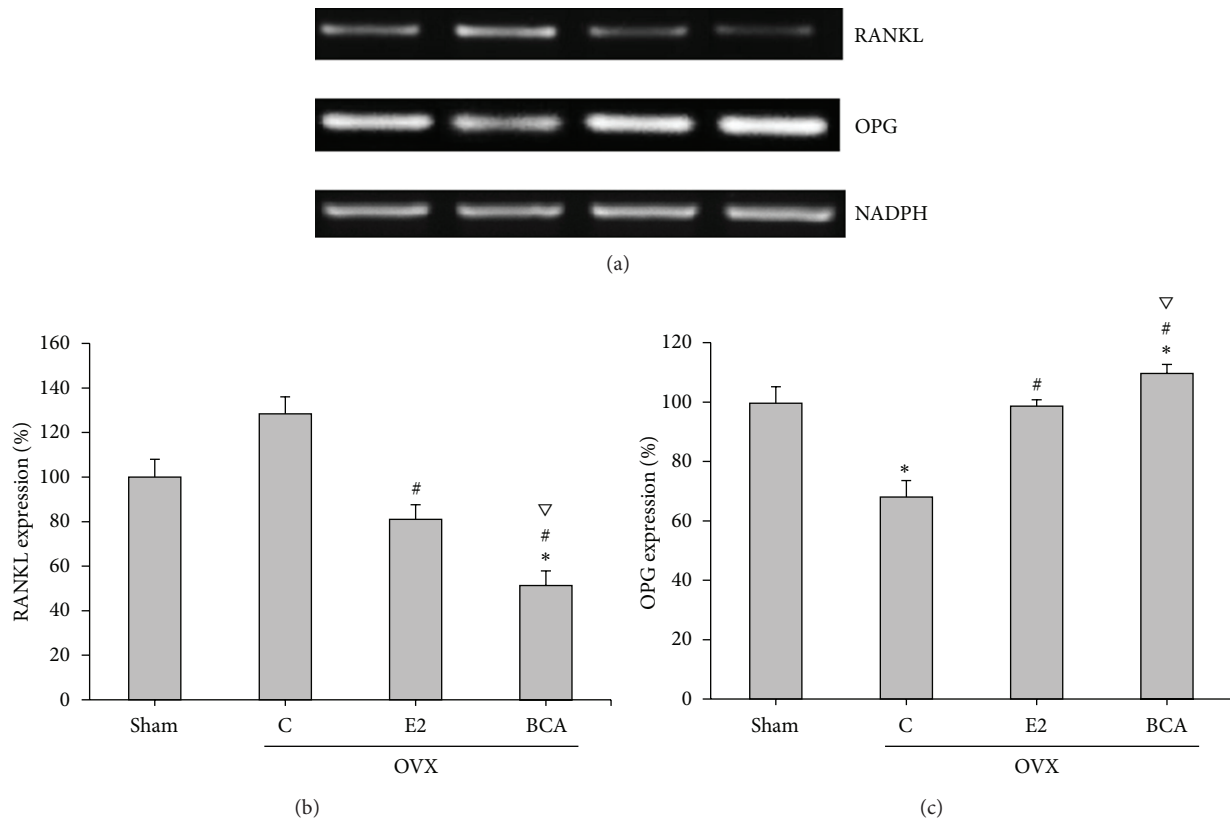 RANKL
OPG
NADPH
(a)
160
140
120
100
80
60
40
20
0
RANKL expression (%)
#
▽
#
*
Sham
C
E2
BCA
OVX
(b)
120
100
80
60
40
20
0
OPG expression (%)
*
#
▽
#
*
Sham
C
E2
BCA
OVX
(c)